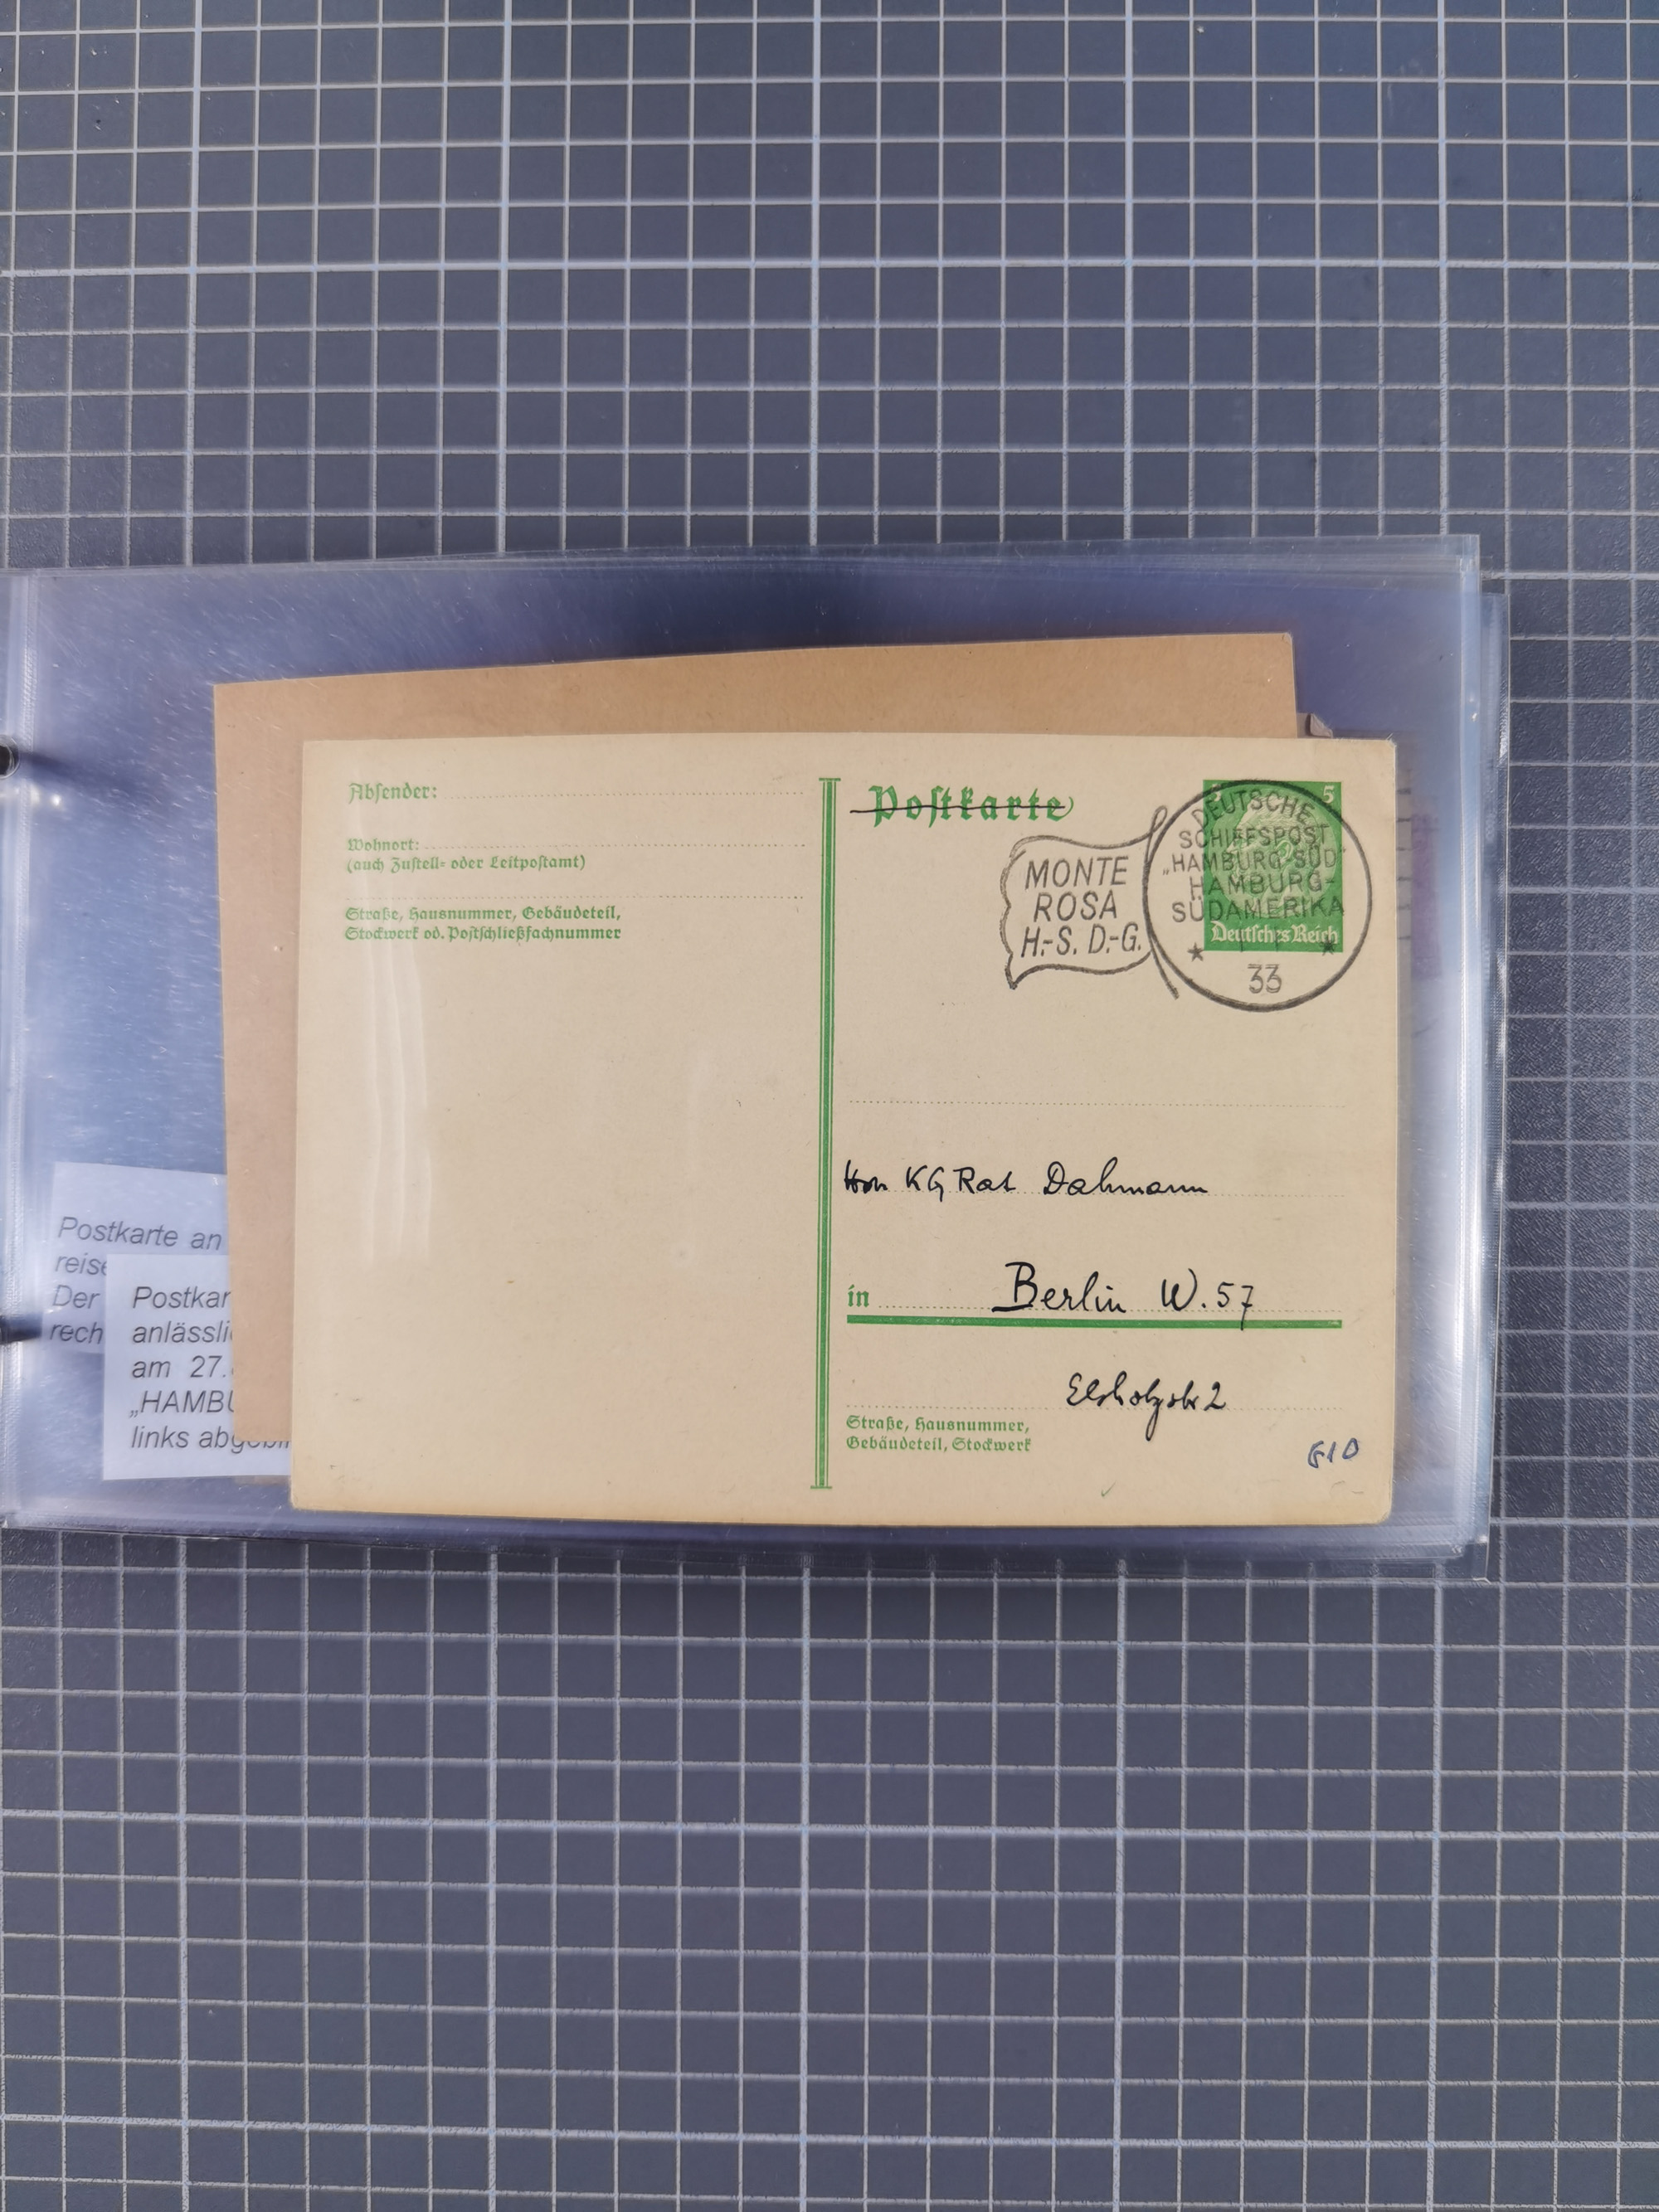 Absender:
Wohnort:
(auch Zustell- oder Leitpostamt)
Straße, Hausnummer, Gebäudeteil,
Stockwerk od. Postschließfachnummer
Postkarte
5
DEUTSCHE
SCHIFFSPOST
„HAMBURG-SÜD"
HAMBURG-
SÜDAMERIKA
Deutsches Reich
33
MONTE
ROSA
H.-S. D.-G.
KG Rat Dahmann
in Berlin W. 57
Elsholzstr 2
Straße, Hausnummer,
Gebäudeteil, Stockwerk
Postkarte an
reise
Der
rech
Postkar
anlässli
am 27.
„HAMBU
links abgebil